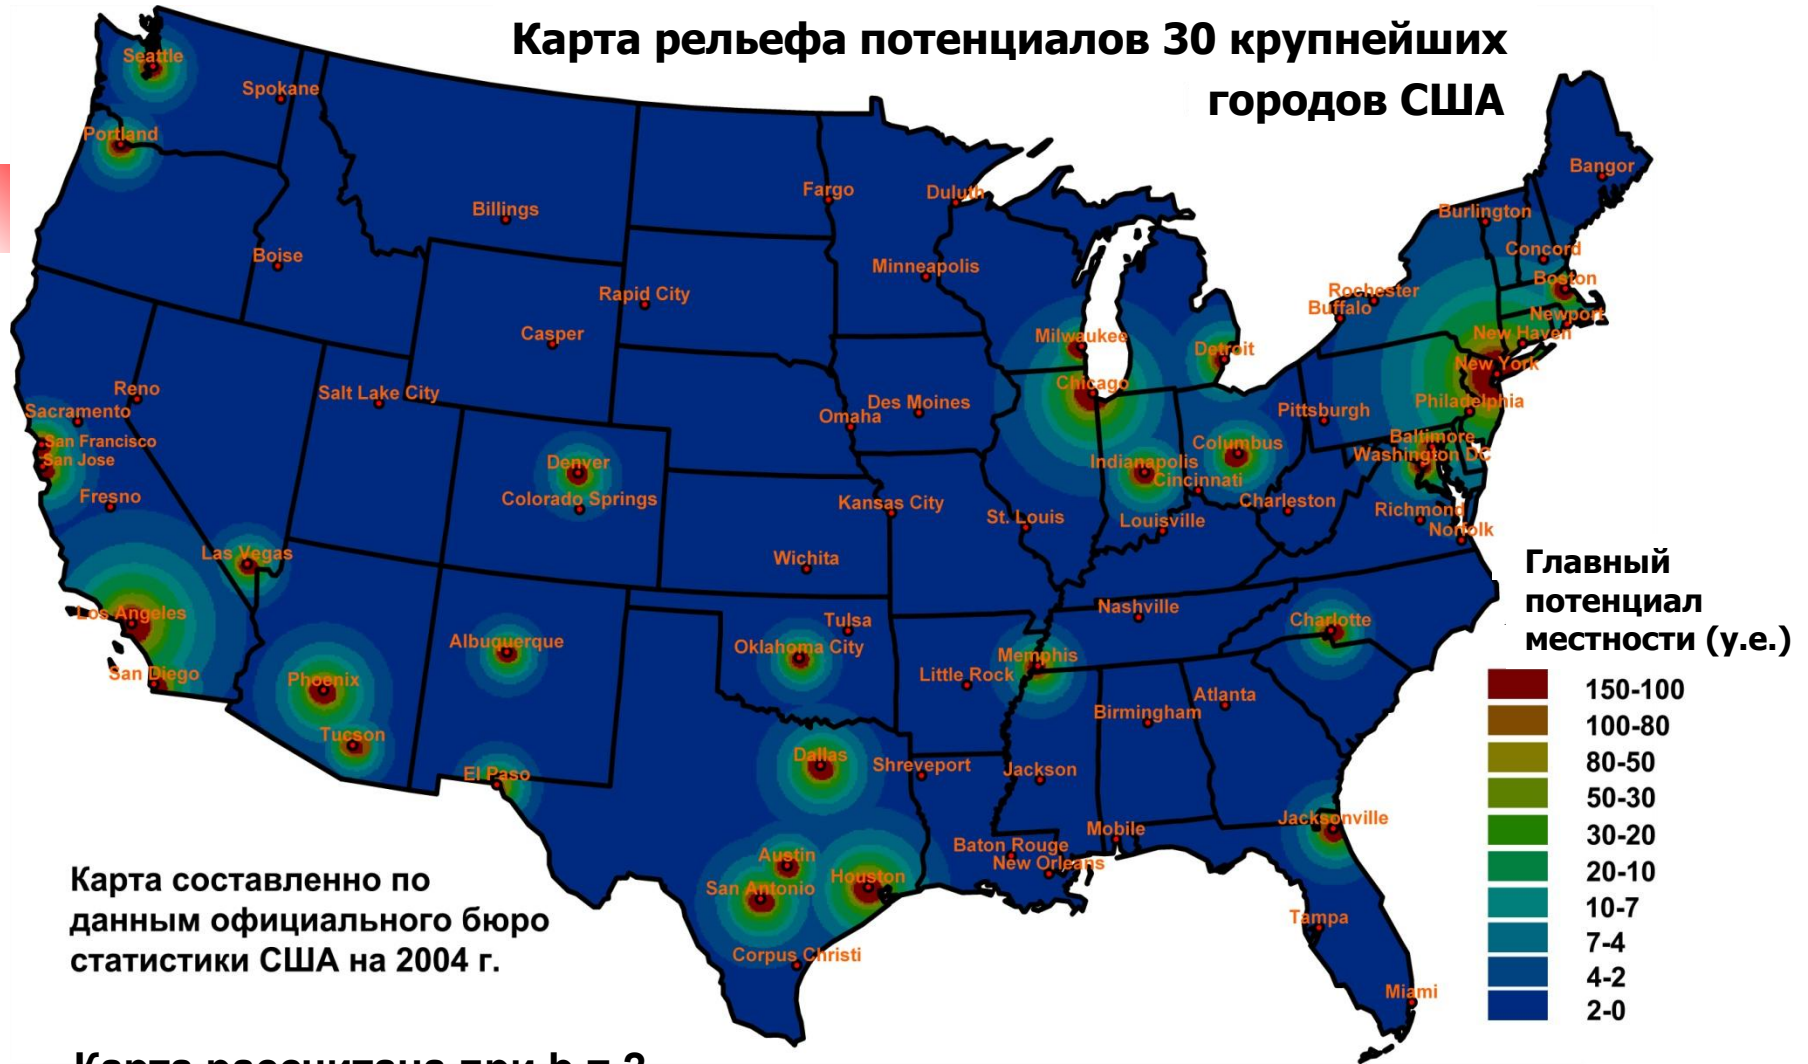 Карта рельефа потенциалов 30 крупнейших
городов США
Seattle
Spokane
Portland
Billings
Fargo
Duluth
Bangor
Burlington
Boise
Concord
Minneapolis
Boston
Rapid City
Rochester
Buffalo
Newport
Casper
Milwaukee
New Haven
Detroit
New York
Reno
Salt Lake City
Chicago
Sacramento
Des Moines
Philadelphia
Omaha
Pittsburgh
San Francisco
Columbus
Baltimore
San Jose
Denver
Indianapolis
Washington DC
Cincinnati
Fresno
Colorado Springs
Kansas City
Charleston
St. Louis
Louisville
Richmond
Norfolk
Las Vegas
Wichita
Los Angeles
Nashville
Tulsa
Charlotte
Albuquerque
Oklahoma City
Memphis
San Diego
Phoenix
Little Rock
Atlanta
Birmingham
Tucson
Dallas
El Paso
Shreveport
Jackson
Jacksonville
Mobile
Baton Rouge
Austin
New Orleans
San Antonio
Houston
Tampa
Corpus Christi
Miami
Главный
потенциал
местности (у.е.)
150-100
100-80
80-50
50-30
30-20
20-10
10-7
7-4
4-2
2-0
Карта составленно по
данным официального бюро
статистики США на 2004 г.
Карта рассчитана при b = 2